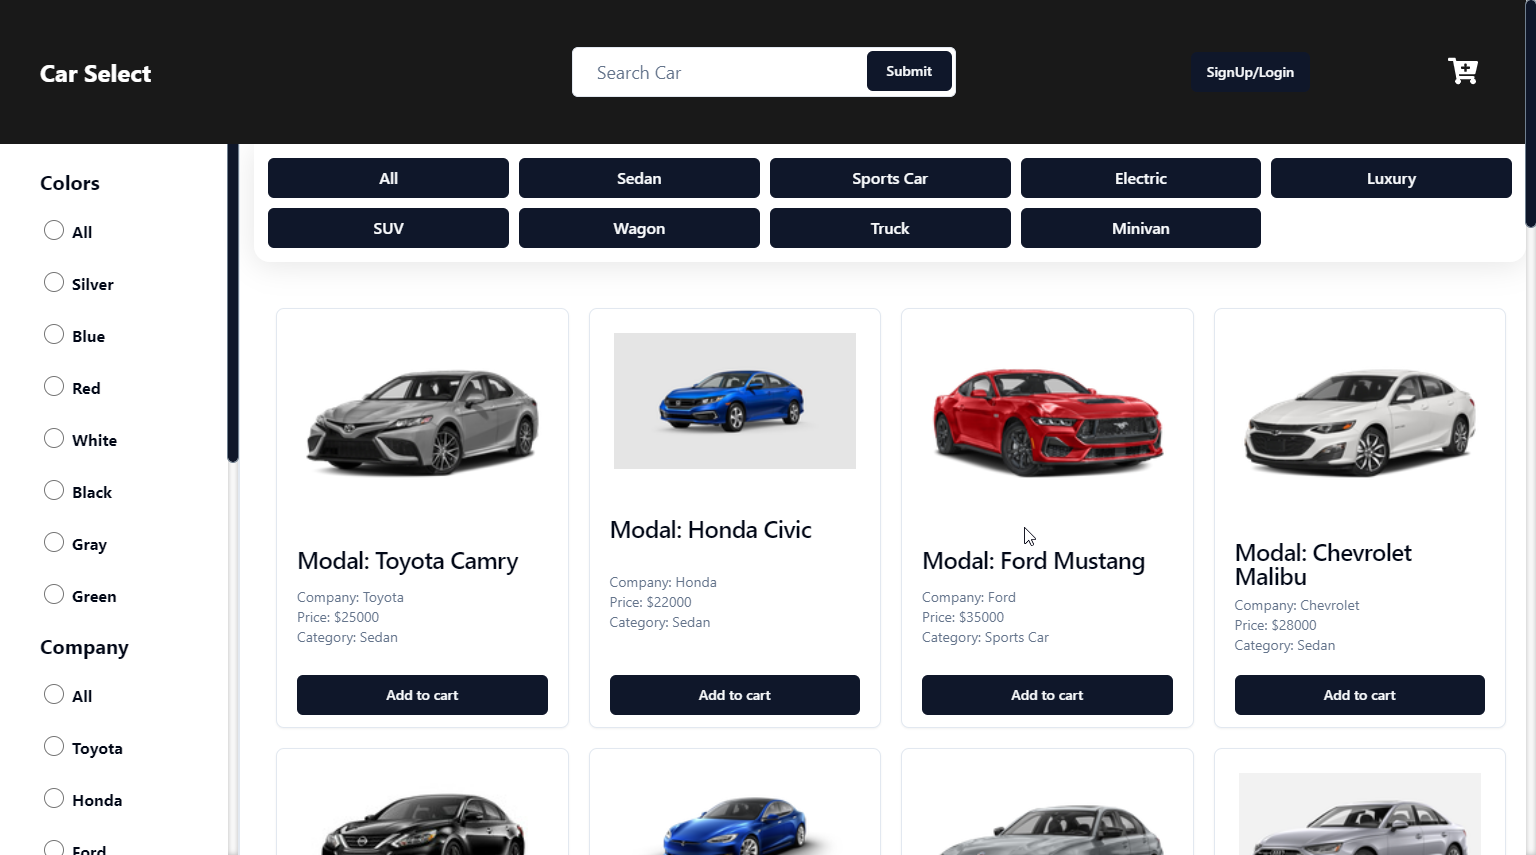 Car Select
Search Car
Submit
SignUp/Login
Colors
All
Silver
Blue
Red
White
Black
Gray
Green
Company
All
Toyota
Honda
Ford
All
Sedan
Sports Car
Electric
Luxury
SUV
Wagon
Truck
Minivan
Modal: Toyota Camry
Company: Toyota
Price: $25000
Category: Sedan
Add to cart
Modal: Honda Civic
Company: Honda
Price: $22000
Category: Sedan
Add to cart
Modal: Ford Mustang
Company: Ford
Price: $35000
Category: Sports Car
Add to cart
Modal: Chevrolet
Malibu
Company: Chevrolet
Price: $28000
Category: Sedan
Add to cart